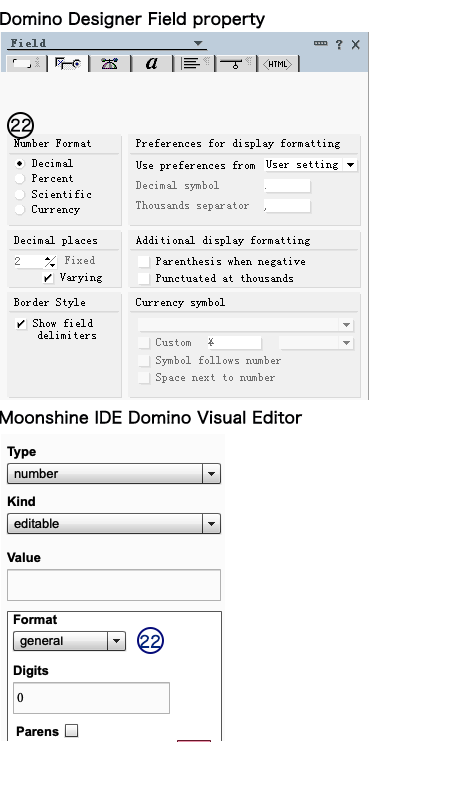 Domino Designer Field property
Field
? X
i a HTML
22
Number Format
Decimal
Percent
Scientific
Currency
Preferences for display formatting
Use preferences from User setting
Decimal symbol .
Thousands separator ,
Decimal places
2 Fixed
Varying
Additional display formatting
Parenthesis when negative
Punctuated at thousands
Border Style
Show field
delimiters
Currency symbol
Custom ¥
Symbol follows number
Space next to number
Moonshine IDE Domino Visual Editor
Type
number
Kind
editable
Value
Format
general 22
Digits
0
Parens